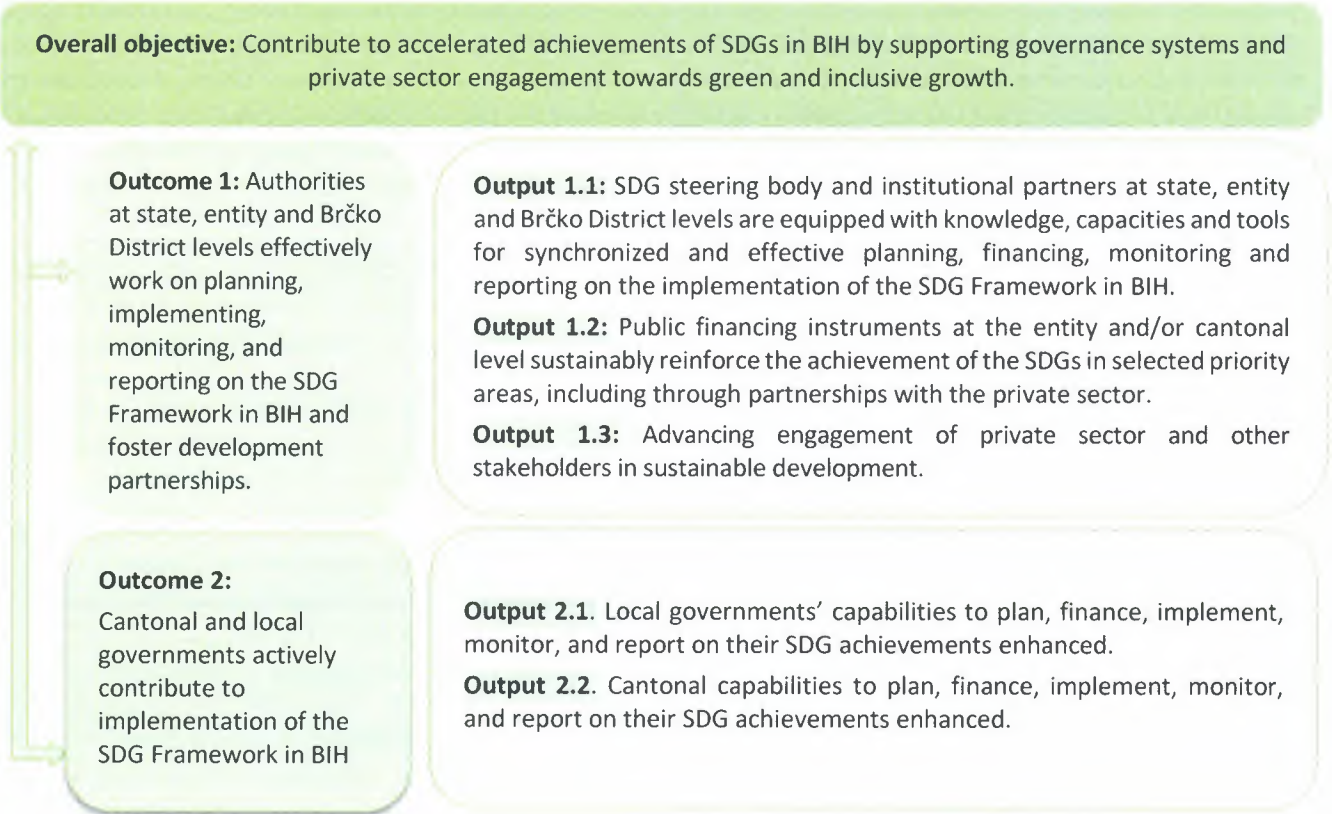 Overall objective: Contribute to accelerated achievements of SDGs in BIH by supporting governance systems and
private sector engagement towards green and inclusive growth.
Outcome 1: Authorities
at state, entity and Brčko
District levels effectively
work on planning,
implementing,
monitoring, and
reporting on the SDG
Framework in BIH and
foster development
partnerships.
Output 1.1: SDG steering body and institutional partners at state, entity
and Brčko District levels are equipped with knowledge, capacities and tools
for synchronized and effective planning, financing, monitoring and
reporting on the implementation of the SDG Framework in BIH.
Output 1.2: Public financing instruments at the entity and/or cantonal
level sustainably reinforce the achievement of the SDGs in selected priority
areas, including through partnerships with the private sector.
Output 1.3: Advancing engagement of private sector and other
stakeholders in sustainable development.
Outcome 2:
Cantonal and local
governments actively
contribute to
implementation of the
SDG Framework in BIH
Output 2.1. Local governments’ capabilities to plan, finance, implement,
monitor, and report on their SDG achievements enhanced.
Output 2.2. Cantonal capabilities to plan, finance, implement, monitor,
and report on their SDG achievements enhanced.